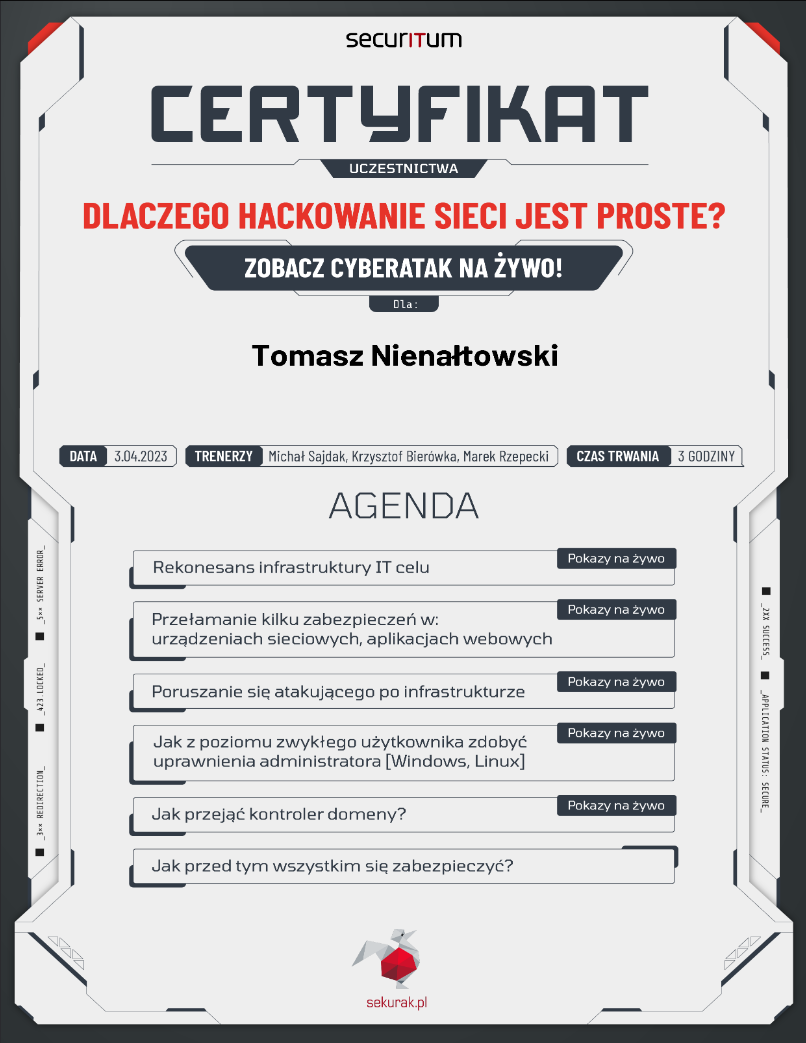 securITum
CERTYFIKAT
UCZESTNICTWA
DLACZEGO HACKOWANIE SIECI JEST PROSTE?
ZOBACZ CYBERATAK NA ŻYWO!
Dla:
Tomasz Nienałtowski
DATA 3.04.2023 TRENERZY Michał Sajdak, Krzysztof Bierówka, Marek Rzepecki CZAS TRWANIA 3 GODZINY
AGENDA
Pokazy na żywo
Rekonesans infrastruktury IT celu
Pokazy na żywo
Przełamanie kilku zabezpieczeń w:
urządzeniach sieciowych, aplikacjach webowych
Pokazy na żywo
Poruszanie się atakującego po infrastrukturze
Pokazy na żywo
Jak z poziomu zwykłego użytkownika zdobyć
uprawnienia administratora [Windows, Linux]
Pokazy na żywo
Jak przejąć kontroler domeny?
Jak przed tym wszystkim się zabezpieczyć?
_3** REDIRECTION_ _423 LOCKED_ _5** SERVER ERROR_
_2XX SUCCESS_ _APPLICATION STATUS: SECURE_
sekurak.pl